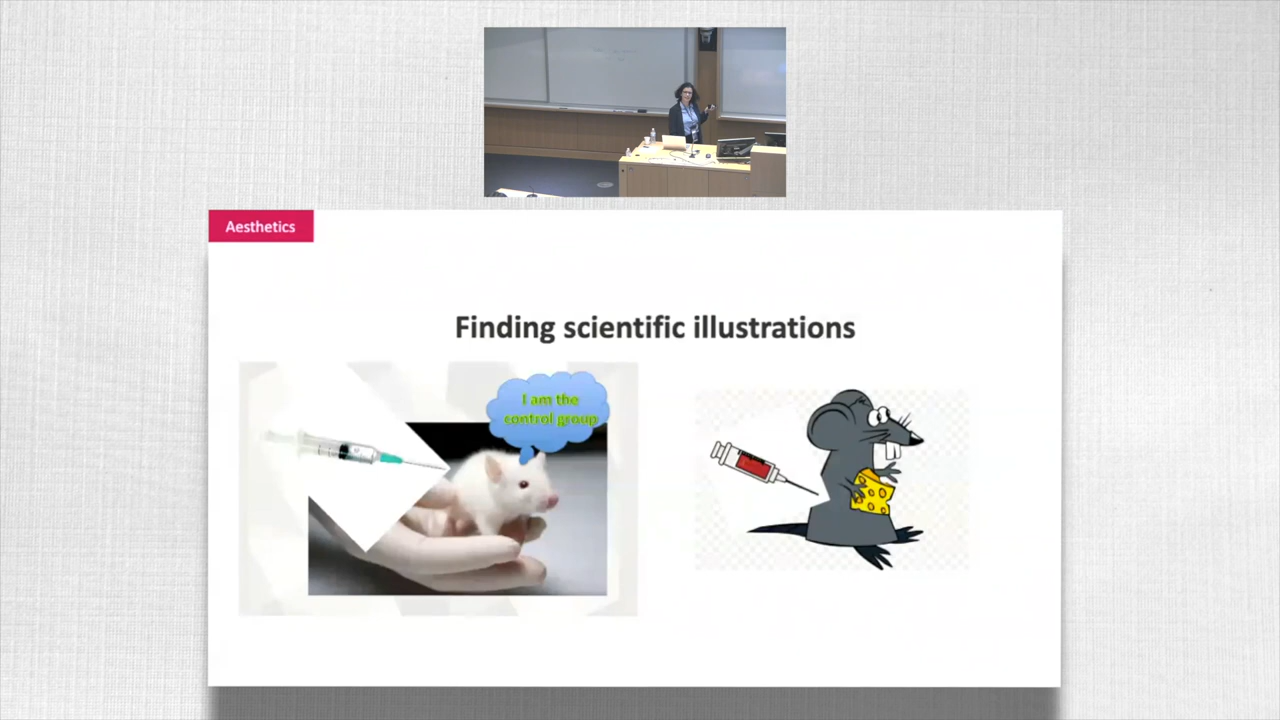 Aesthetics
Finding scientific illustrations
I am the
control group